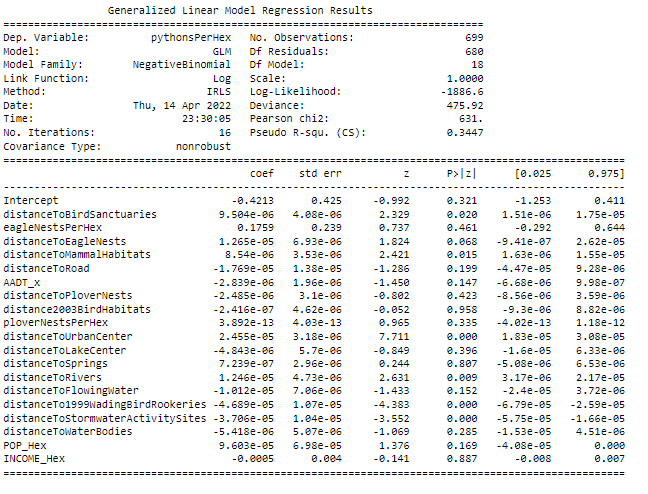 Generalized Linear Model Regression Results
==============================================================================
Dep. Variable: pythonsPerHex No. Observations: 699
Model: GLM Df Residuals: 680
Model Family: NegativeBinomial Df Model: 18
Link Function: Log Scale: 1.0000
Method: IRLS Log-Likelihood: -1886.6
Date: Thu, 14 Apr 2022 Deviance: 475.92
Time: 23:30:05 Pearson chi2: 631.
No. Iterations: 16 Pseudo R-squ. (CS): 0.3447
Covariance Type: nonrobust
==============================================================================
coef std err z P>|z| [0.025 0.975]
------------------------------------------------------------------------------
Intercept -0.4213 0.425 -0.992 0.321 -1.253 0.411
distanceToBirdSanctuaries 9.504e-06 4.08e-06 2.329 0.020 1.51e-06 1.75e-05
eagleNestsPerHex 0.1759 0.239 0.737 0.461 -0.292 0.644
distanceToEagleNests 1.265e-05 6.93e-06 1.824 0.068 -9.41e-07 2.62e-05
distanceToMammalHabitats 8.54e-06 3.53e-06 2.421 0.015 1.63e-06 1.55e-05
distanceToRoad -1.769e-05 1.38e-05 -1.286 0.199 -4.47e-05 9.28e-06
AADT_x -2.839e-06 1.96e-06 -1.450 0.147 -6.68e-06 9.98e-07
distanceToPloverNests -2.485e-06 3.1e-06 -0.802 0.423 -8.56e-06 3.59e-06
distance2003BirdHabitats -2.416e-07 4.62e-06 -0.052 0.958 -9.3e-06 8.82e-06
ploverNestsPerHex 3.892e-13 4.03e-13 0.965 0.335 -4.02e-13 1.18e-12
distanceToUrbanCenter 2.455e-05 3.18e-06 7.711 0.000 1.83e-05 3.08e-05
distanceToLakeCenter -4.843e-06 5.7e-06 -0.849 0.396 -1.6e-05 6.33e-06
distanceToSprings 7.239e-07 2.96e-06 0.244 0.807 -5.08e-06 6.53e-06
distanceToRivers 1.246e-05 4.73e-06 2.631 0.009 3.17e-06 2.17e-05
distanceToFlowingWater -1.012e-05 7.06e-06 -1.433 0.152 -2.4e-05 3.72e-06
distanceTo1999WadingBirdRookeries -4.689e-05 1.07e-05 -4.383 0.000 -6.79e-05 -2.59e-05
distanceToStormwaterActivitySites -3.706e-05 1.04e-05 -3.552 0.000 -5.75e-05 -1.66e-05
distanceToWaterBodies -5.418e-06 5.07e-06 -1.069 0.285 -1.53e-05 4.51e-06
POP_Hex 9.603e-05 6.98e-05 1.376 0.169 -4.08e-05 0.000
INCOME_Hex -0.0005 0.004 -0.141 0.887 -0.008 0.007
==============================================================================